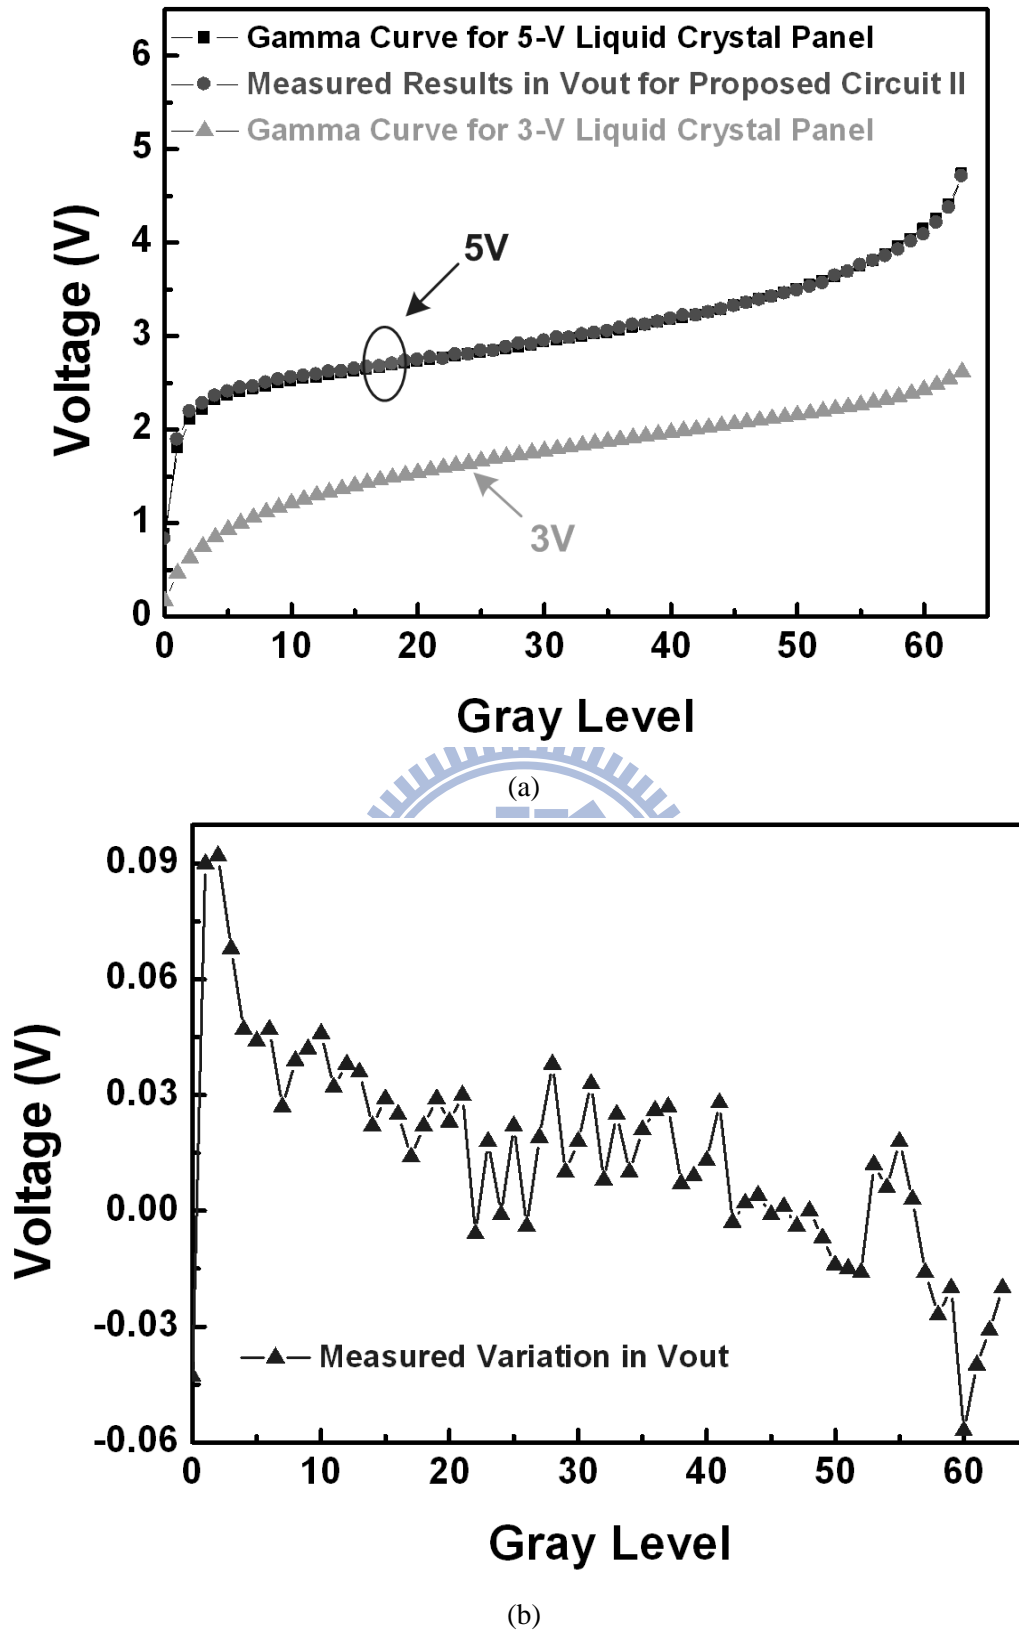 Gamma Curve for 5-V Liquid Crystal Panel
Measured Results in Vout for Proposed Circuit II
Gamma Curve for 3-V Liquid Crystal Panel
6
5
4
3
2
1
0
Voltage (V)
5V
3V
0 10 20 30 40 50 60
Gray Level
(a)
0.09
0.06
0.03
0.00
-0.03
-0.06
Voltage (V)
Measured Variation in Vout
0 10 20 30 40 50 60
Gray Level
(b)